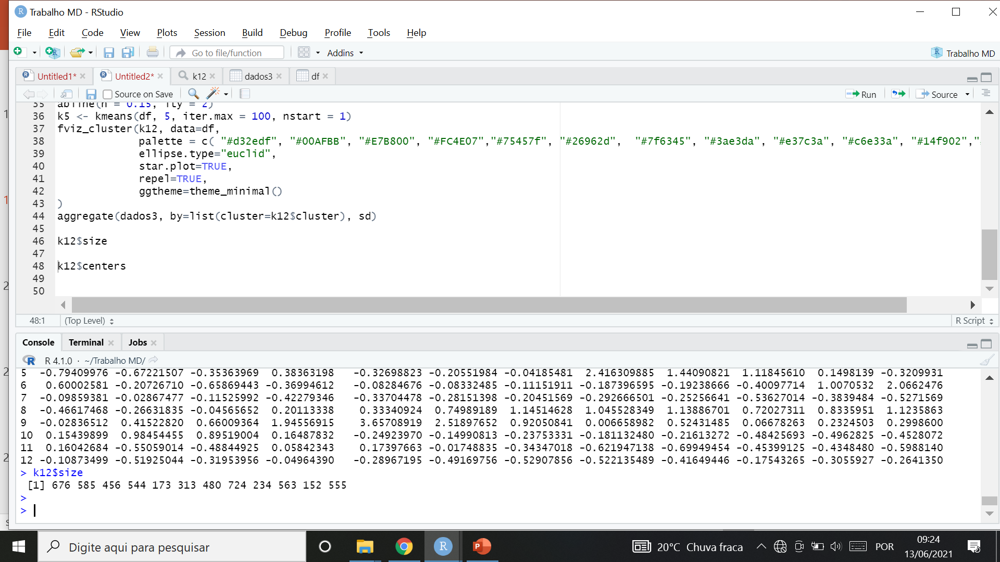 Trabalho MD - RStudio
File Edit Code View Plots Session Build Debug Profile Tools Help
Go to file/function Addins Trabalho MD
Untitled1* Untitled2* k12 dados3 df
Source on Save Run Source
35 abline(h = 0.15, lty = 2)
36 k5 <- kmeans(df, 5, iter.max = 100, nstart = 1)
37 fviz_cluster(k12, data=df,
38 palette = c( "#d32edf", "#00AFBB", "#E7B800", "#FC4E07","#75457f", "#26962d", "#7f6345", "#3ae3da", "#e37c3a", "#c6e33a", "#14f902","
39 ellipse.type="euclid",
40 star.plot=TRUE,
41 repel=TRUE,
42 ggtheme=theme_minimal()
43 )
44 aggregate(dados3, by=list(cluster=k12$cluster), sd)
45
46 k12$size
47
48 k12$centers
49
50
48:1 (Top Level) R Script
Console Terminal Jobs
R 4.1.0 · ~/Trabalho MD/
5 -0.79409976 -0.67221507 -0.35363969 0.38363198 -0.32698823 -0.20551984 -0.04185481 2.416309885 1.44090821 1.11845610 0.1498139 -0.3209931
6 0.60002581 -0.20726710 -0.65869443 -0.36994612 -0.08284676 -0.08332485 -0.11151911 -0.187396595 -0.19238666 -0.40097714 1.0070532 2.0662476
7 -0.09859381 -0.02867477 -0.11525992 -0.42279346 -0.33704478 -0.28151398 -0.20451569 -0.292666501 -0.25256641 -0.53627014 -0.3839484 -0.5271569
8 -0.46617468 -0.26631835 -0.04565652 0.20113338 0.33340924 0.74989189 1.14514628 1.045528349 1.13886701 0.72027311 0.8335951 1.1235863
9 -0.02836512 0.41522820 0.66009364 1.94556915 3.65708919 2.51897652 0.92050841 0.006658982 0.52431485 0.06678263 0.2324503 0.2998600
10 0.15439899 0.98454455 0.89519004 0.16487832 -0.24923970 -0.14990813 -0.23753331 -0.181132480 -0.21613272 -0.48425693 -0.4962825 -0.4528072
11 0.16042684 -0.55059014 -0.48844925 0.05842343 0.17397663 -0.01748835 -0.34347018 -0.621947138 -0.69949454 -0.45399125 -0.4348480 -0.5988140
12 -0.10873499 -0.51925044 -0.31953956 -0.04964390 -0.28967195 -0.49169756 -0.52907856 -0.522135489 -0.41649446 -0.17543265 -0.3055927 -0.2641350
> k12$size
[1] 676 585 456 544 173 313 480 724 234 563 152 555
>
>
Digite aqui para pesquisar
20°C Chuva fraca POR 09:24
13/06/2021